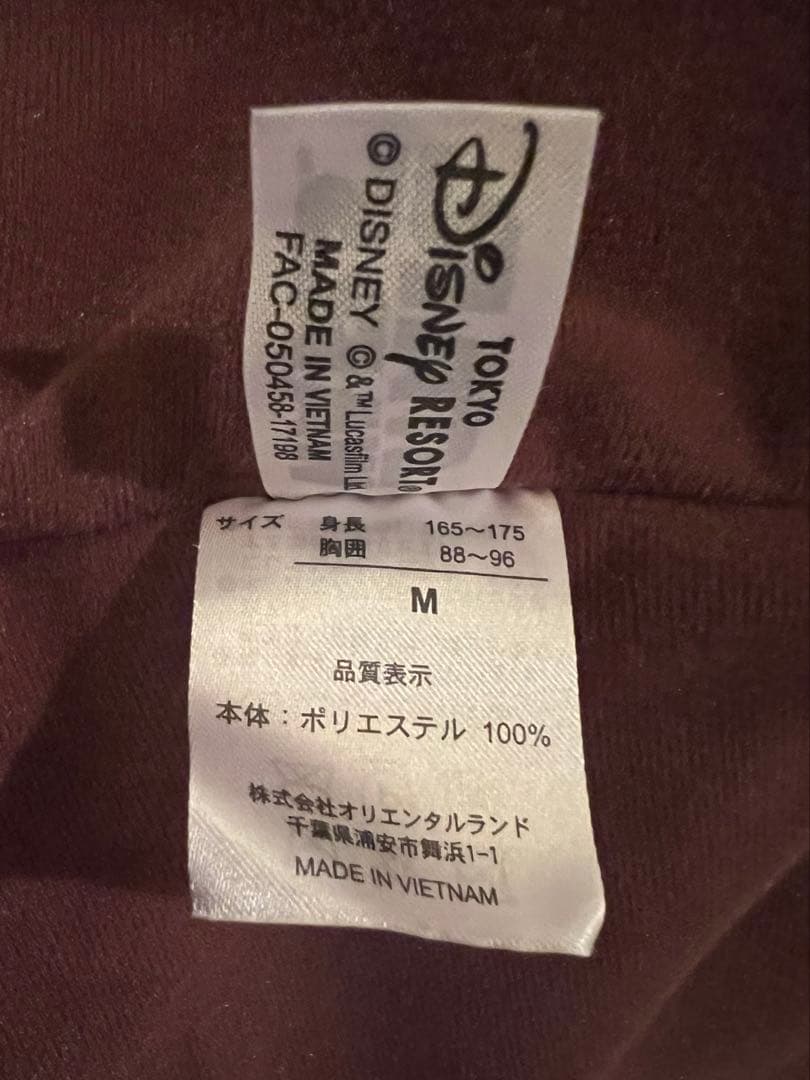 TOKYO
Disney RESORT®
© DISNEY © & ™ Lucasfilm
MADE IN VIETNAM
FAC-050458-17198
サイズ 身長 165～175
胸囲 88～96
M
品質表示
本体：ポリエステル 100%
株式会社オリエンタルランド
千葉県浦安市舞浜1-1
MADE IN VIETNAM